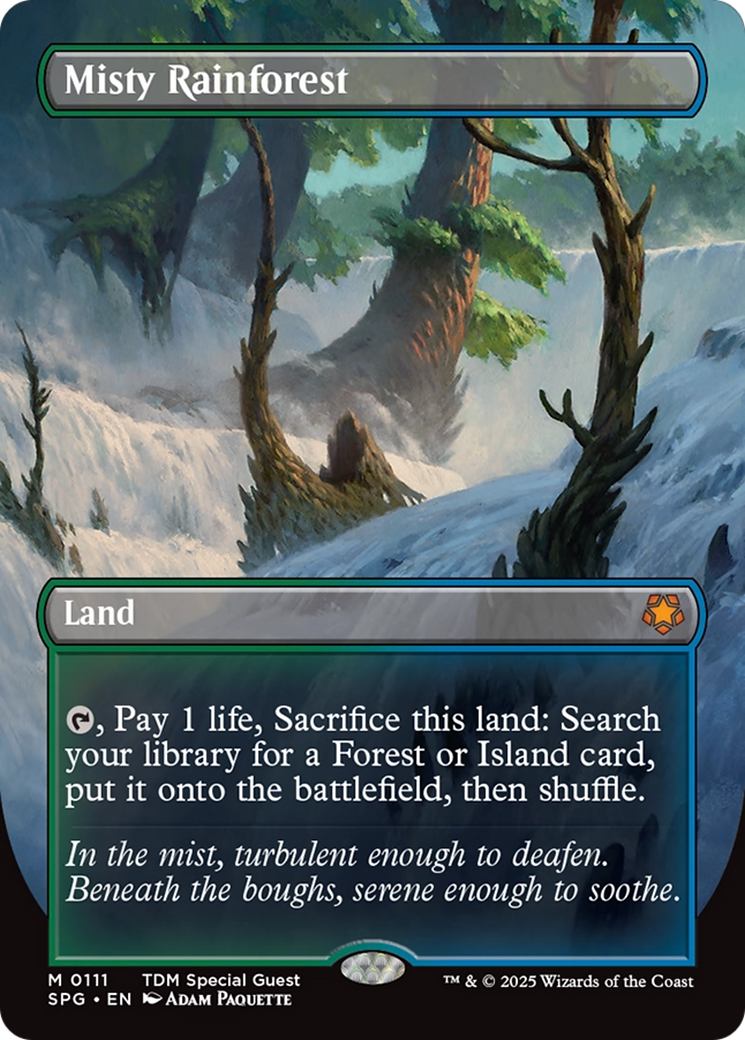 Misty Rainforest
Land
, Pay 1 life, Sacrifice this land: Search
your library for a Forest or Island card,
put it onto the battlefield, then shuffle.
In the mist, turbulent enough to deafen.
Beneath the boughs, serene enough to soothe.
M 0111 TDM Special Guest
SPG • EN Adam Paquette
™ & © 2025 Wizards of the Coast